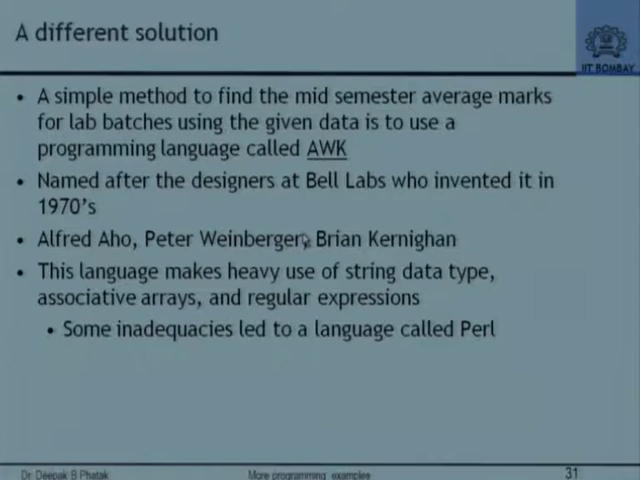 A different solution
IIT BOMBAY
• A simple method to find the mid semester average marks
for lab batches using the given data is to use a
programming language called AWK
• Named after the designers at Bell Labs who invented it in
1970's
• Alfred Aho, Peter Weinberger, Brian Kernighan
• This language makes heavy use of string data type,
associative arrays, and regular expressions
• Some inadequacies led to a language called Perl
Dr. Deepak B Phatak
More programming examples
31